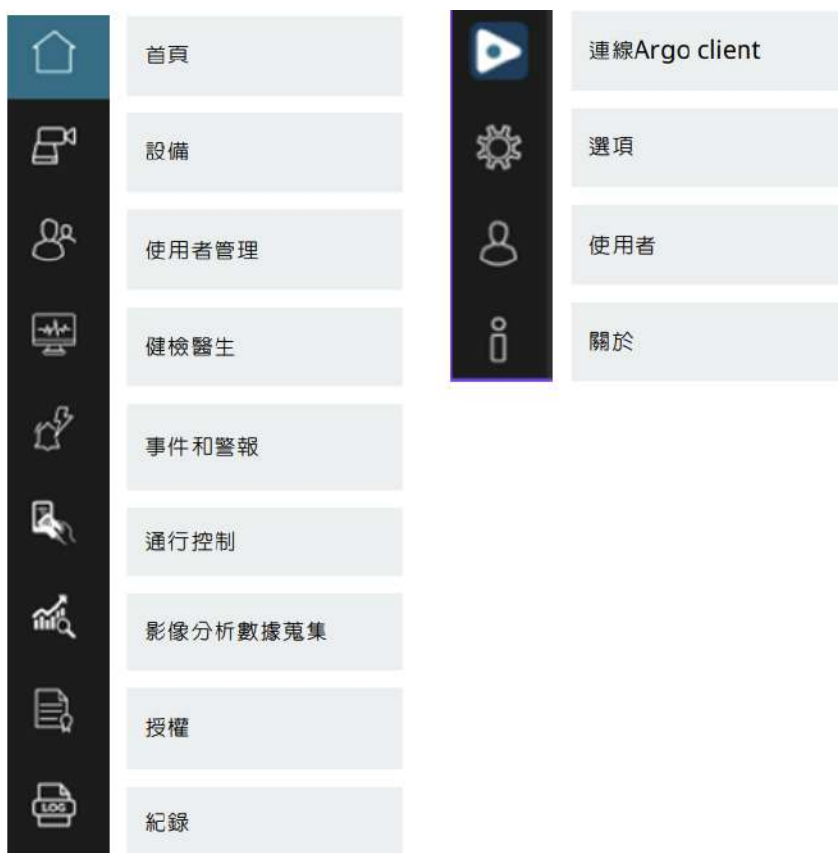 首頁
設備
使用者管理
健檢醫生
事件和警報
通行控制
影像分析數據蒐集
授權
LOG
紀錄
連線Argo client
選項
使用者
關於